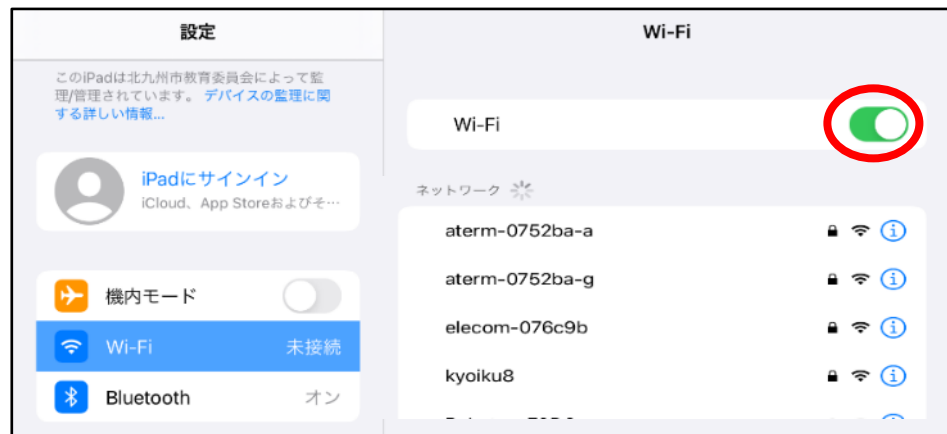 設定
このiPadは北九州市教育委員会によって監
理/管理されています。 デバイスの監理に関
する詳しい情報...
iPadにサインイン
iCloud、App Storeおよびそ…
機内モード
Wi-Fi 未接続
Bluetooth オン
Wi-Fi
Wi-Fi
ネットワーク
aterm-0752ba-a
aterm-0752ba-g
elecom-076c9b
kyoiku8